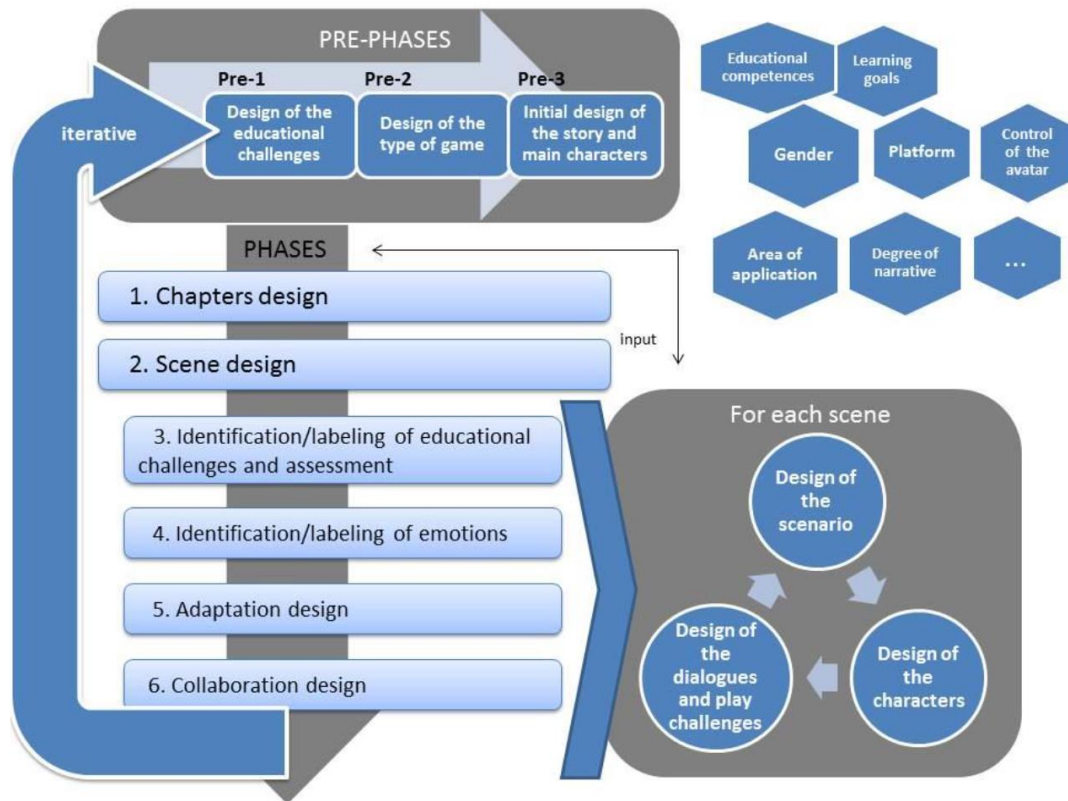 PRE-PHASES
Pre-1
Pre-2
Pre-3
iterative
Design of the
educational
challenges
Design of the
type of game
Initial design of
the story and
main characters
Educational
competences
Learning
goals
Gender
Platform
Control
of the
avatar
Area of
application
Degree of
narrative
...
PHASES
1. Chapters design
2. Scene design
input
3. Identification/labeling of educational
challenges and assessment
4. Identification/labeling of emotions
5. Adaptation design
6. Collaboration design
For each scene
Design of
the
scenario
Design of
the
dialogues
and play
challenges
Design of
the
characters